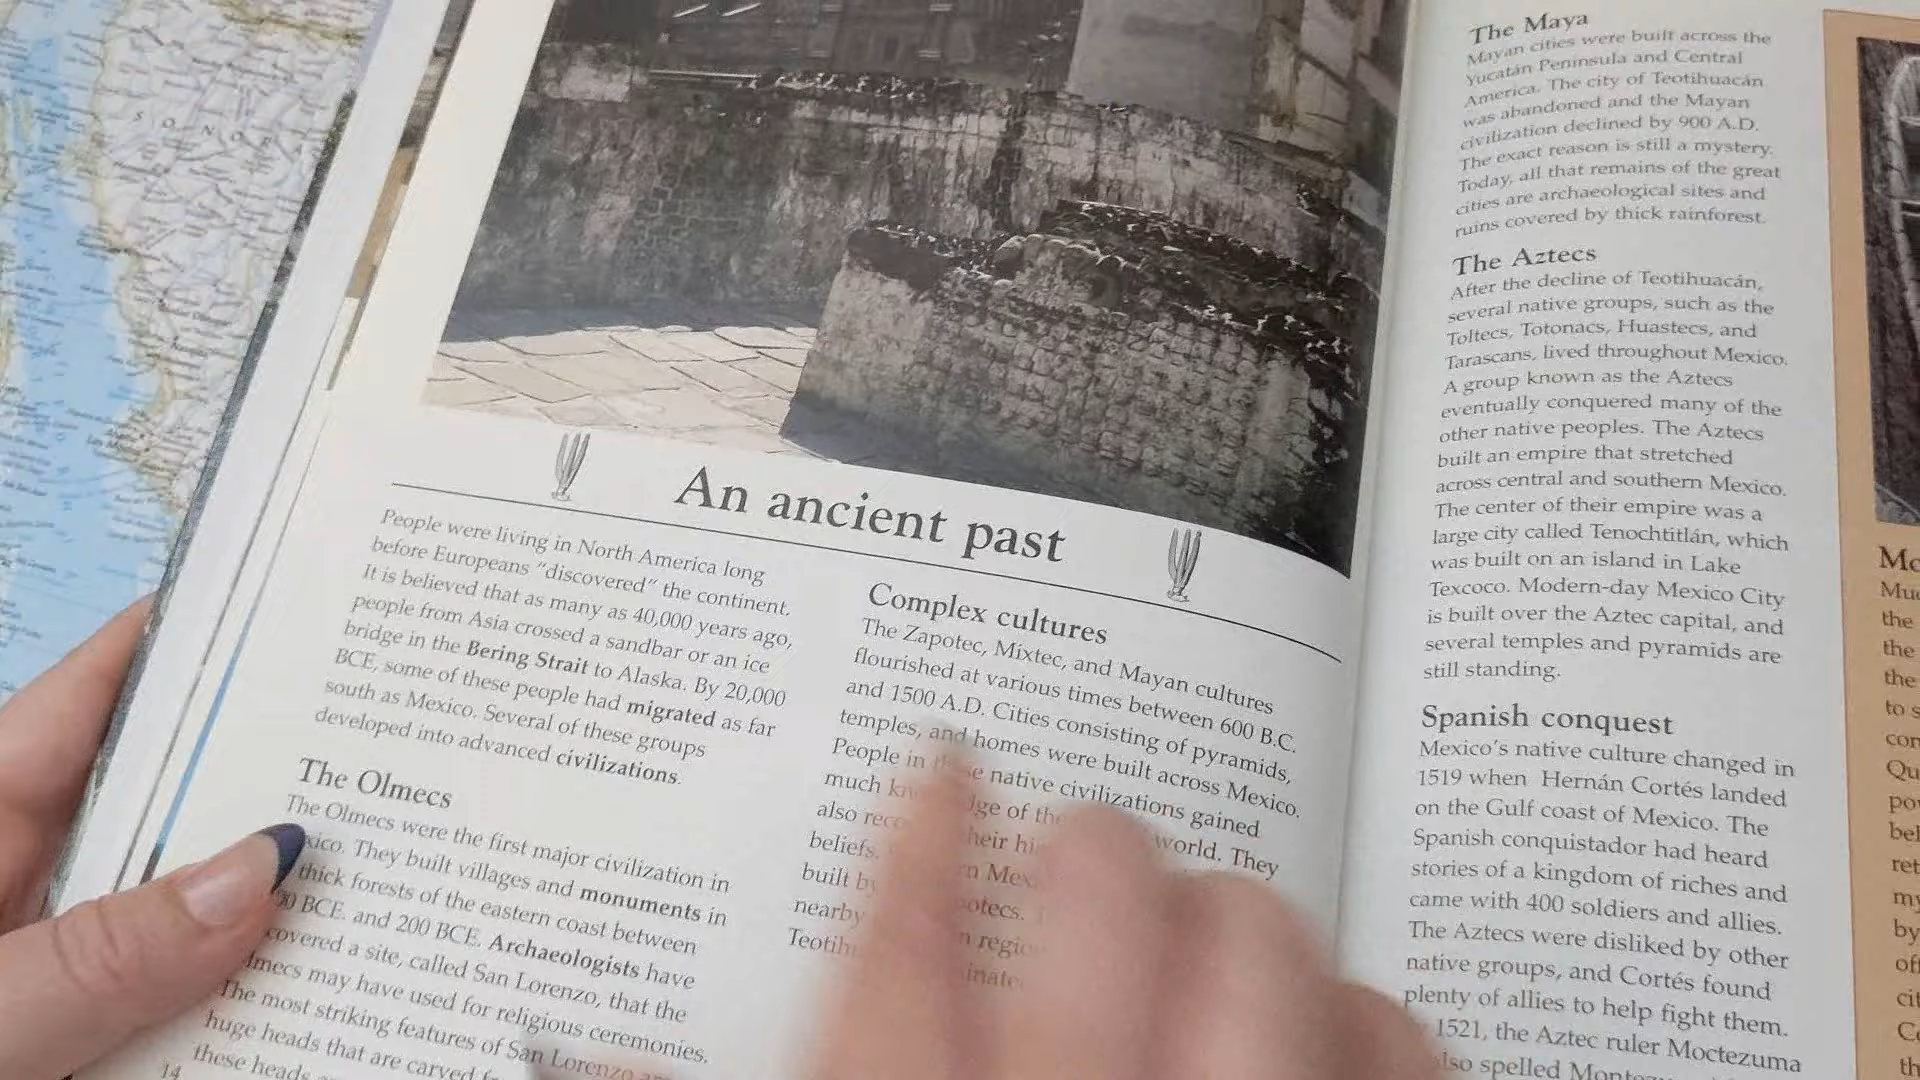 SONOR
An ancient past
People were living in North America long
before Europeans "discovered" the continent.
It is believed that as many as 40,000 years ago,
people from Asia crossed a sandbar or an ice
bridge in the Bering Strait to Alaska. By 20,000
BCE, some of these people had migrated as far
south as Mexico. Several of these groups
developed into advanced civilizations.
The Olmecs
The Olmecs were the first major civilization in
They built villages and monuments in
thick forests of the eastern coast between
BCE. and 200 BCE. Archaeologists have
covered a site, called San Lorenzo, that the
may have used for religious ceremonies.
The most striking features of San Lorenzo
huge heads that are carved
these heads
14
Complex cultures
The Zapotec, Mixtec, and Mayan cultures
flourished at various times between 600 B.C.
and 1500 A.D. Cities consisting of pyramids,
temples, and homes were built across Mexico.
People in native civilizations gained
much of the world. They
also their
beliefs.
built by
nearby
The Maya
Mayan cities were built across the
Yucatán Peninsula and Central
America. The city of Teotihuacán
was abandoned and the Mayan
civilization declined by 900 A.D.
The exact reason is still a mystery.
Today, all that remains of the great
cities are archaeological sites and
ruins covered by thick rainforest.
The Aztecs
After the decline of Teotihuacán,
several native groups, such as the
Toltecs, Totonacs, Huastecs, and
Tarascans, lived throughout Mexico.
A group known as the Aztecs
eventually conquered many of the
other native peoples. The Aztecs
built an empire that stretched
across central and southern Mexico.
The center of their empire was a
large city called Tenochtitlán, which
was built on an island in Lake
Texcoco. Modern-day Mexico City
is built over the Aztec capital, and
several temples and pyramids are
still standing.
Spanish conquest
Mexico's native culture changed in
1519 when Hernán Cortés landed
on the Gulf coast of Mexico. The
Spanish conquistador had heard
stories of a kingdom of riches and
came with 400 soldiers and allies.
The Aztecs were disliked by other
native groups, and Cortés found
plenty of allies to help fight them.
1521, the Aztec ruler Moctezuma
also spelled
the
the
the
to
by